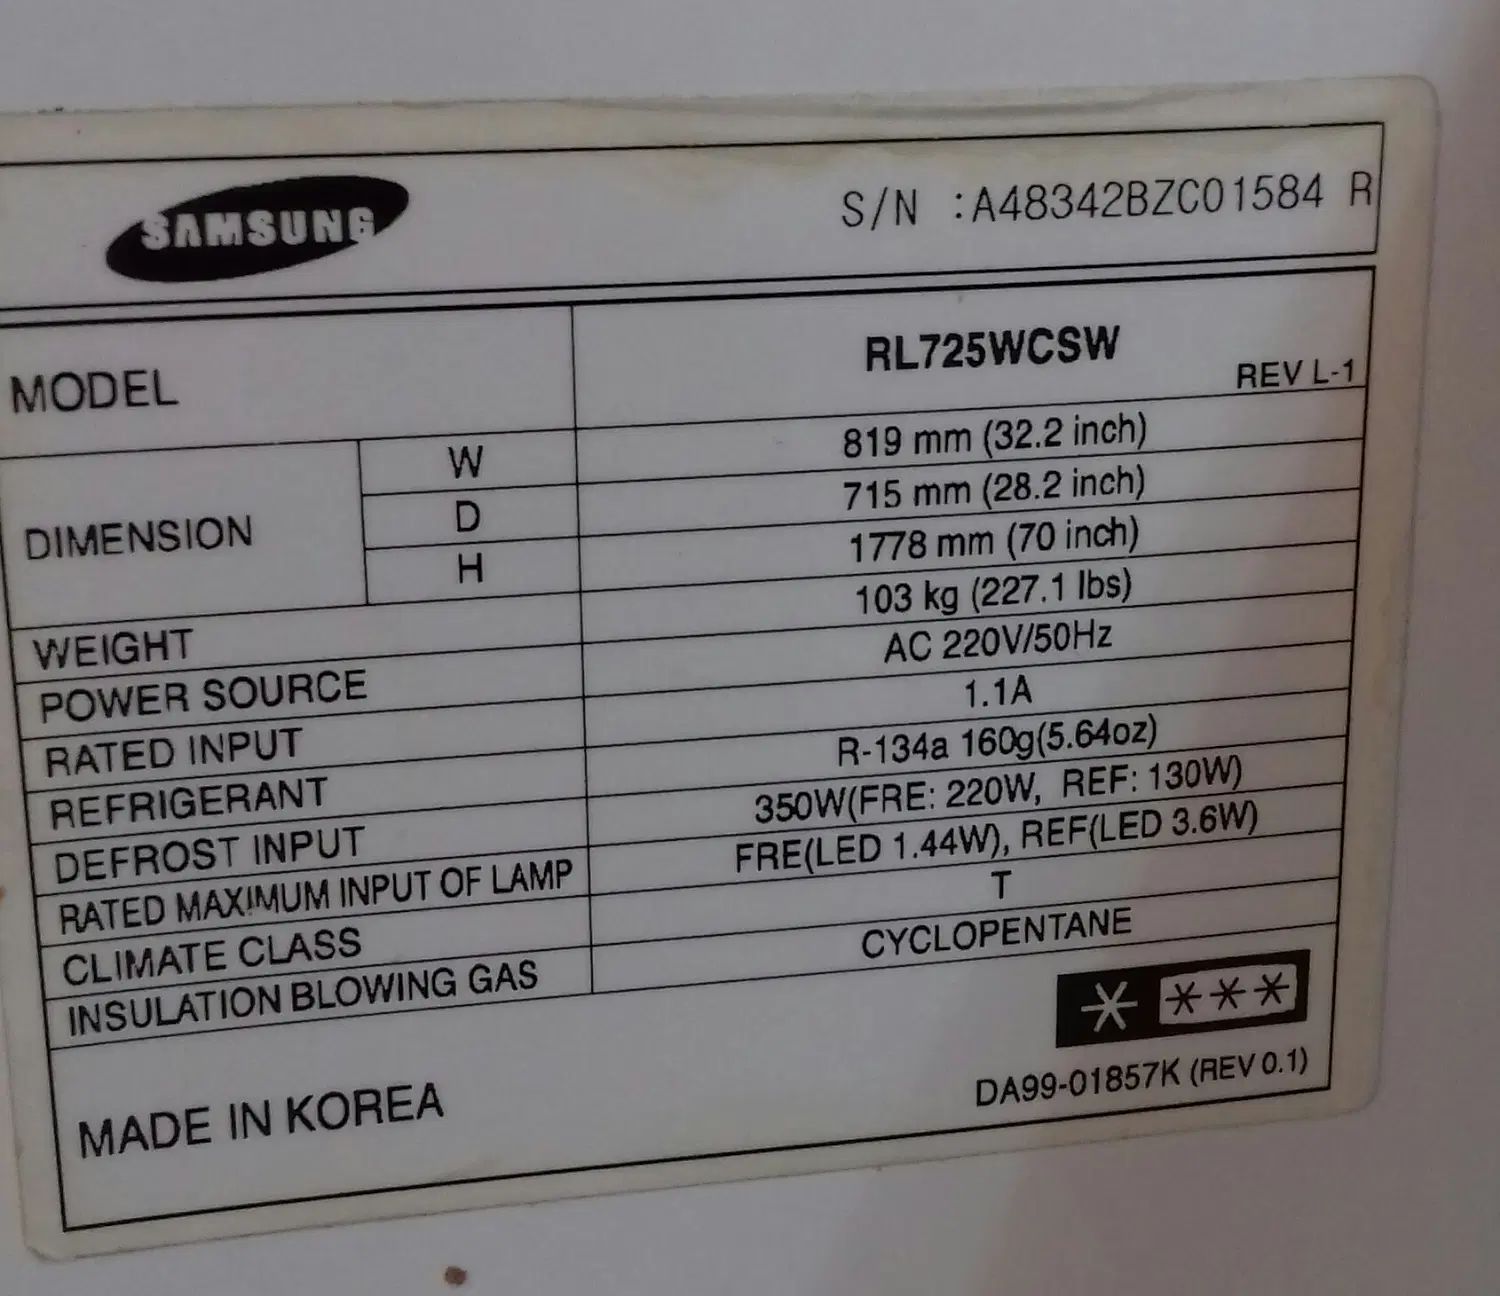 SAMSUNG S/N :A48342BZC01584 R
MODEL RL725WCSW REV L-1
DIMENSION
W 819 mm (32.2 inch)
D 715 mm (28.2 inch)
H 1778 mm (70 inch)
WEIGHT 103 kg (227.1 lbs)
POWER SOURCE AC 220V/50Hz
RATED INPUT 1.1A
REFRIGERANT R-134a 160g(5.64oz)
DEFROST INPUT 350W(FRE: 220W, REF: 130W)
RATED MAXIMUM INPUT OF LAMP FRE(LED 1.44W), REF(LED 3.6W)
CLIMATE CLASS T
INSULATION BLOWING GAS CYCLOPENTANE
MADE IN KOREA
DA99-01857K (REV 0.1)